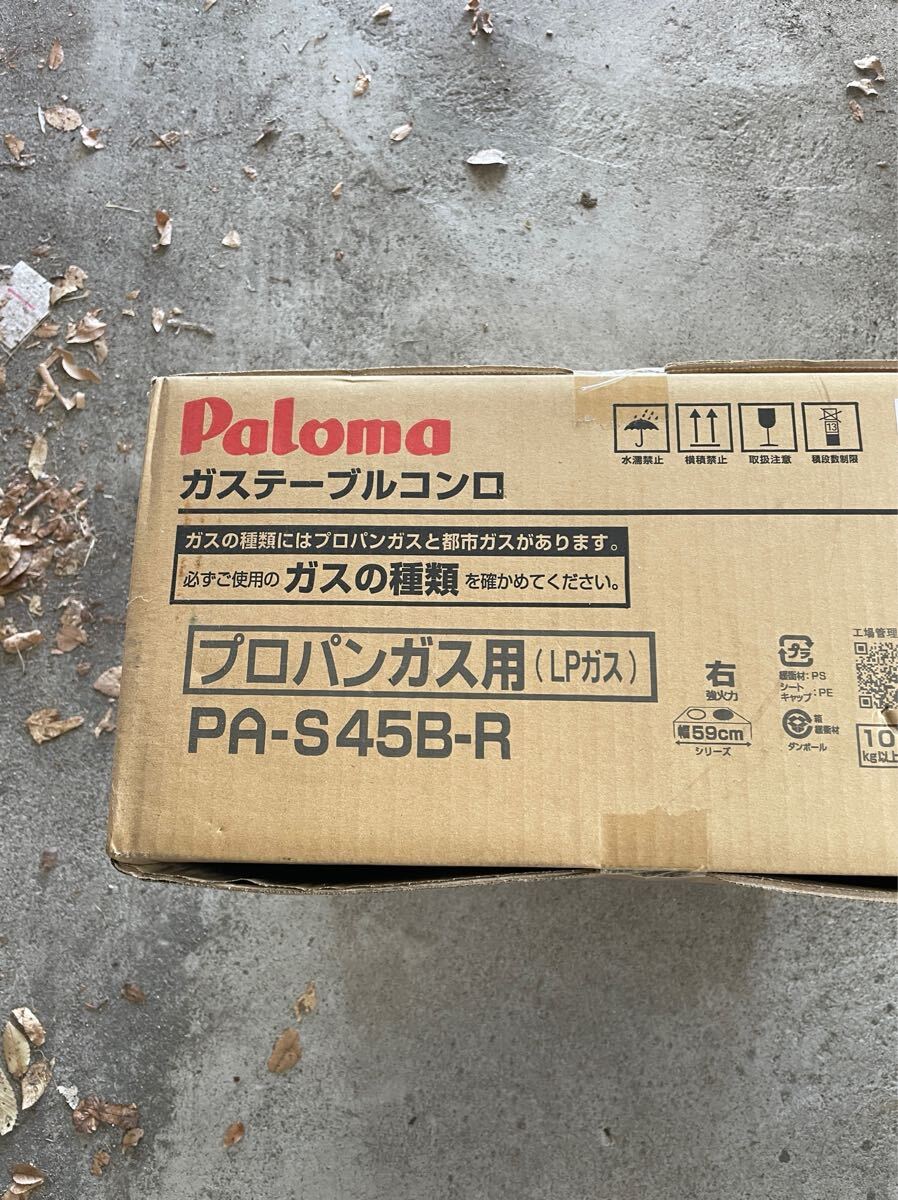 Paloma
ガステーブルコンロ
ガスの種類にはプロパンガスと都市ガスがあります。
必ずご使用の ガスの種類 を確かめてください。
プロパンガス用(LPガス)
PA-S45B-R
13
水濡禁止 横積禁止 取扱注意 積段数制限
右
強火力
幅59cm
シリーズ
プラ
緩衝材:PS
シート
キャップ:PE
箱
緩衝材
ダンボール
工場管理
10
kg以上